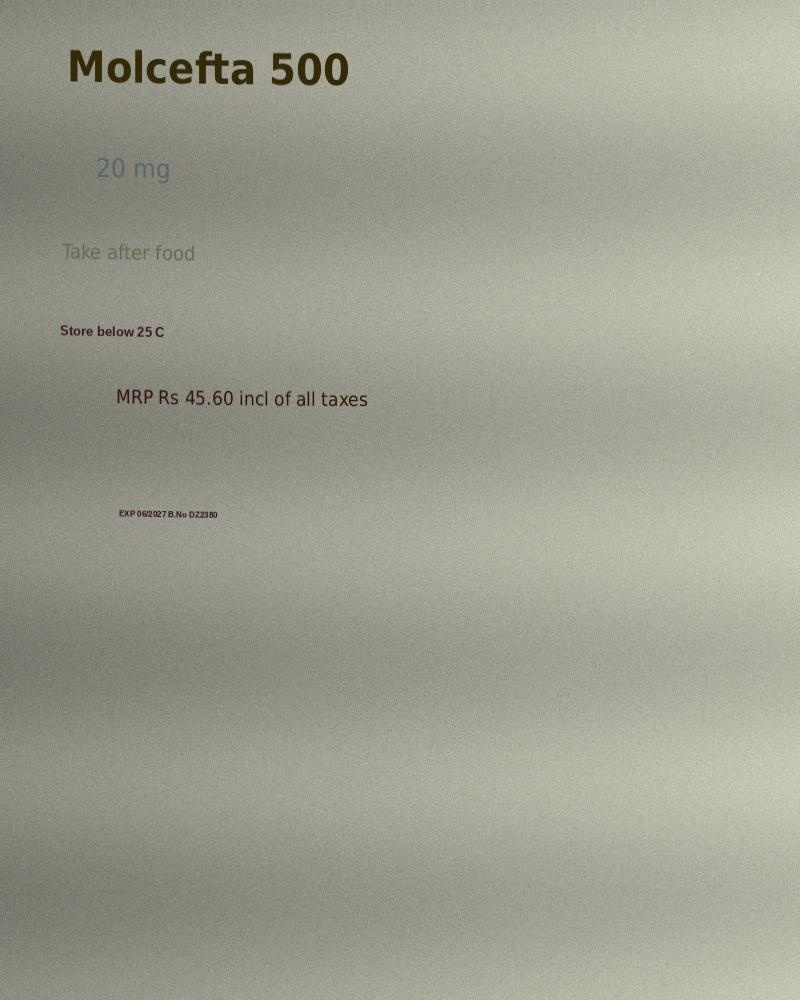 Molcefta 500
20 mg
Take after food
Store below 25 C
MRP Rs 45.60 incl of all taxes
EXP 06/2027 B.No DZ2380